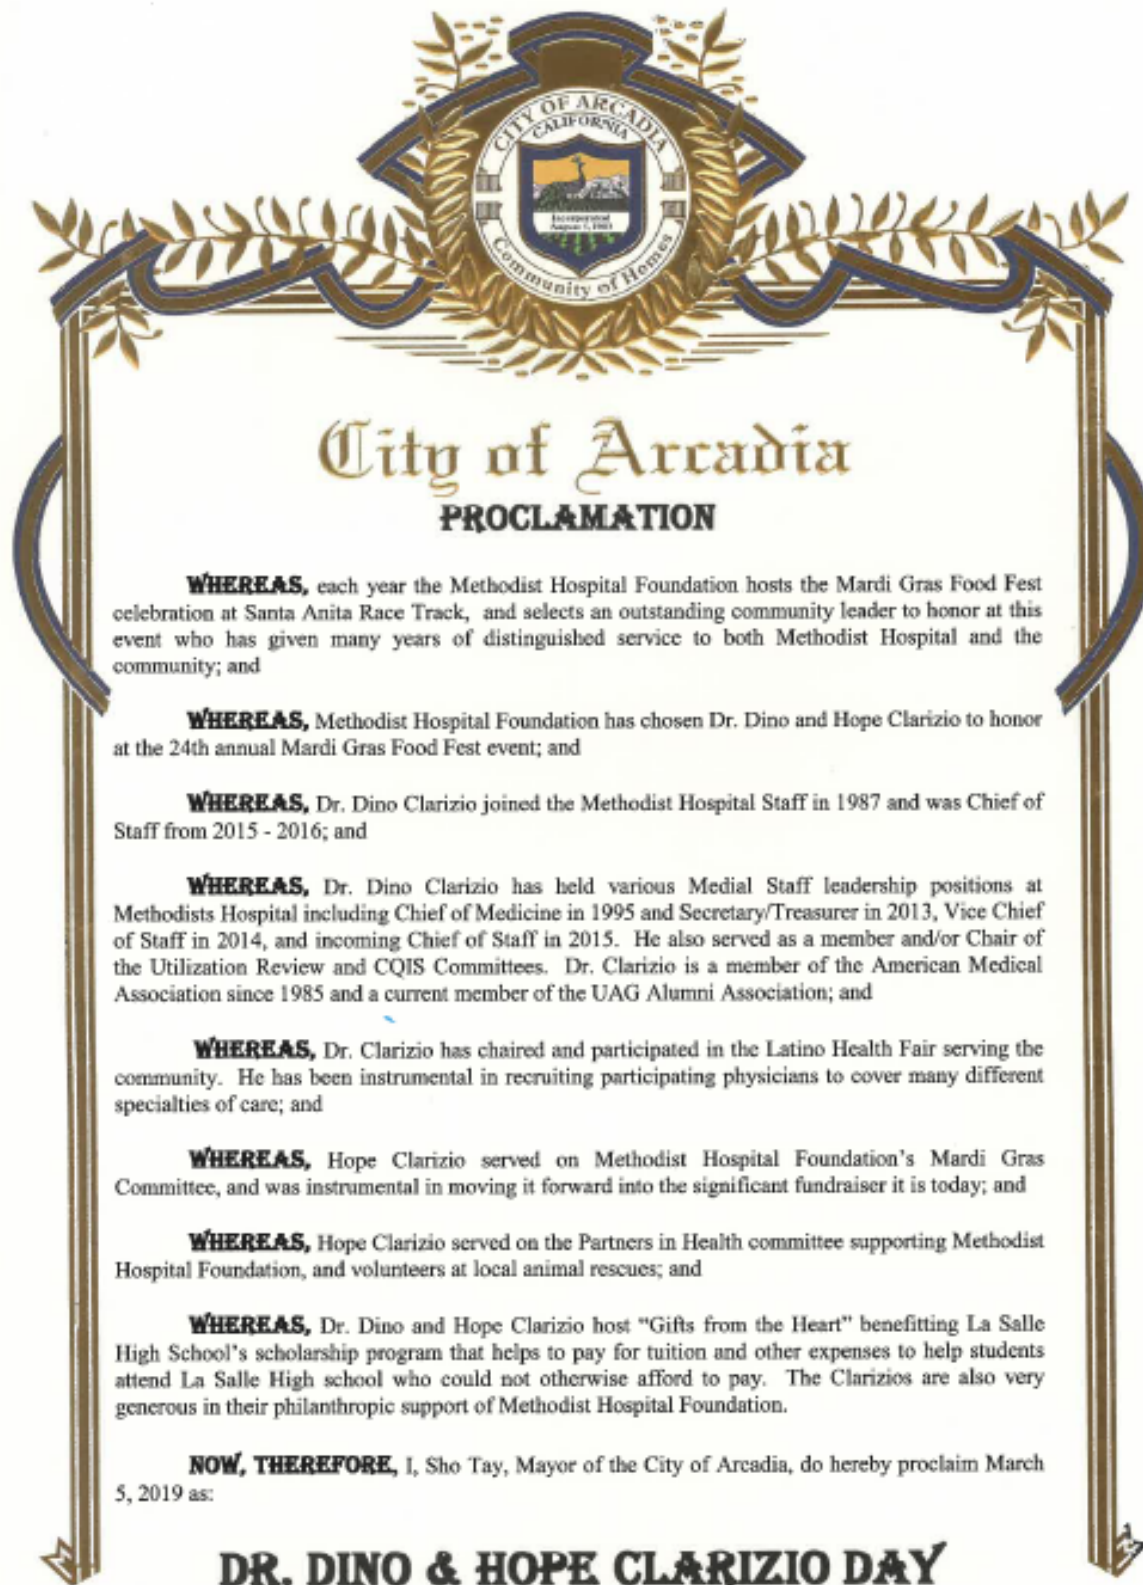 CITY OF ARCADIA
CALIFORNIA
Incorporated
August 5, 1903
Community of Homes
City of Arcadia
PROCLAMATION
WHEREAS, each year the Methodist Hospital Foundation hosts the Mardi Gras Food Fest
celebration at Santa Anita Race Track, and selects an outstanding community leader to honor at this
event who has given many years of distinguished service to both Methodist Hospital and the
community; and
WHEREAS, Methodist Hospital Foundation has chosen Dr. Dino and Hope Clarizio to honor
at the 24th annual Mardi Gras Food Fest event; and
WHEREAS, Dr. Dino Clarizio joined the Methodist Hospital Staff in 1987 and was Chief of
Staff from 2015 - 2016; and
WHEREAS, Dr. Dino Clarizio has held various Medial Staff leadership positions at
Methodists Hospital including Chief of Medicine in 1995 and Secretary/Treasurer in 2013, Vice Chief
of Staff in 2014, and incoming Chief of Staff in 2015. He also served as a member and/or Chair of
the Utilization Review and CQIS Committees. Dr. Clarizio is a member of the American Medical
Association since 1985 and a current member of the UAG Alumni Association; and
WHEREAS, Dr. Clarizio has chaired and participated in the Latino Health Fair serving the
community. He has been instrumental in recruiting participating physicians to cover many different
specialties of care; and
WHEREAS, Hope Clarizio served on Methodist Hospital Foundation's Mardi Gras
Committee, and was instrumental in moving it forward into the significant fundraiser it is today; and
WHEREAS, Hope Clarizio served on the Partners in Health committee supporting Methodist
Hospital Foundation, and volunteers at local animal rescues; and
WHEREAS, Dr. Dino and Hope Clarizio host "Gifts from the Heart" benefitting La Salle
High School's scholarship program that helps to pay for tuition and other expenses to help students
attend La Salle High school who could not otherwise afford to pay. The Clarizios are also very
generous in their philanthropic support of Methodist Hospital Foundation.
NOW, THEREFORE, I, Sho Tay, Mayor of the City of Arcadia, do hereby proclaim March
5, 2019 as:
DR. DINO & HOPE CLARIZIO DAY